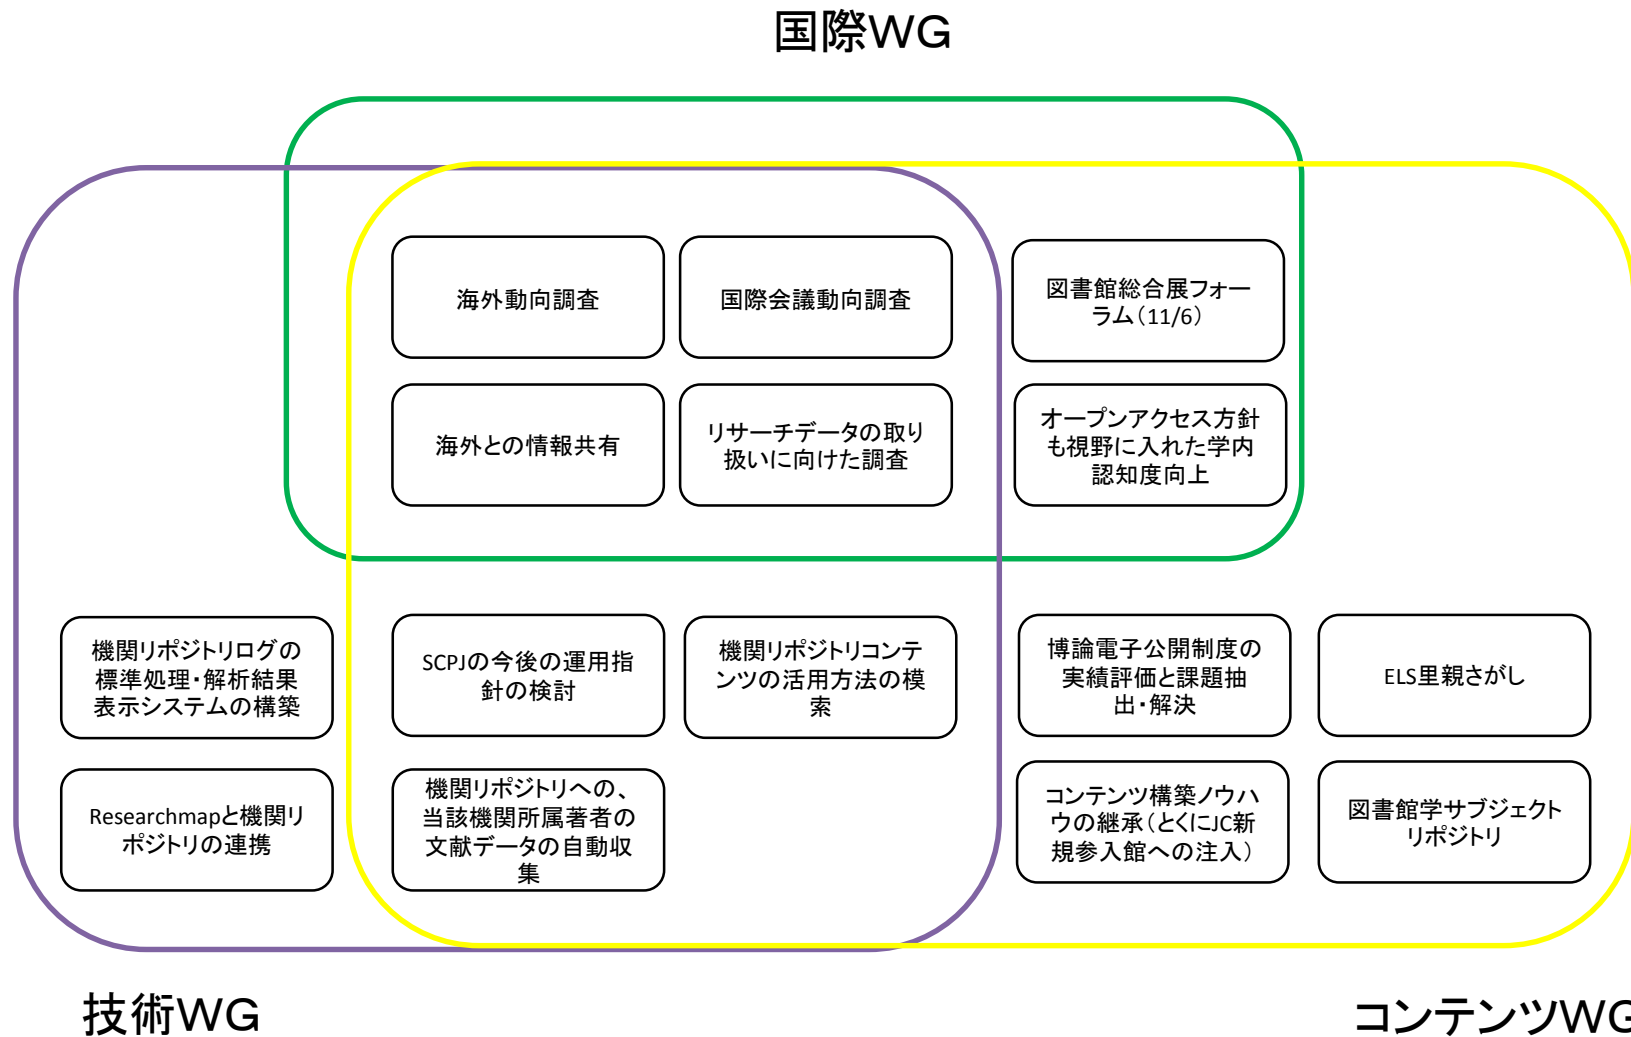 国際WG
海外動向調査
国際会議動向調査
図書館総合展フォー
ラム（11/6）
海外との情報共有
リサーチデータの取り
扱いに向けた調査
オープンアクセス方針
も視野に入れた学内
認知度向上
機関リポジトリログの
標準処理・解析結果
表示システムの構築
SCPJの今後の運用指
針の検討
機関リポジトリコンテ
ンツの活用方法の模
索
博論電子公開制度の
実績評価と課題抽
出・解決
ELS里親さがし
Researchmapと機関リ
ポジトリの連携
機関リポジトリへの、
当該機関所属著者の
文献データの自動収
集
コンテンツ構築ノウハ
ウの継承（とくにJC新
規参入館への注入）
図書館学サブジェクト
リポジトリ
技術WG
コンテンツWG